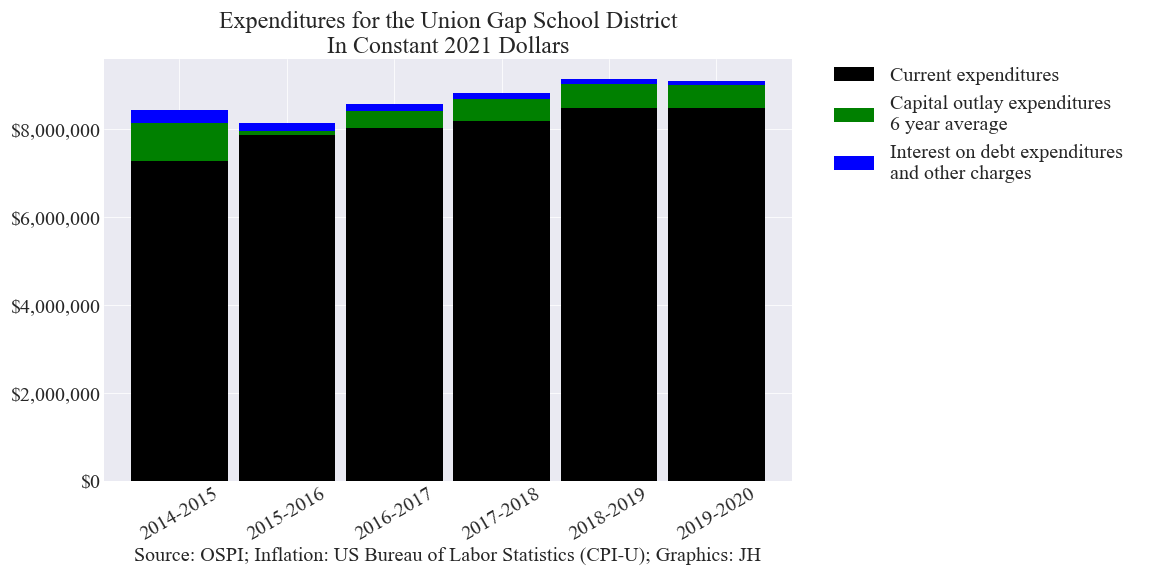 Expenditures for the Union Gap School District
In Constant 2021 Dollars
Current expenditures
Capital outlay expenditures
6 year average
Interest on debt expenditures
and other charges
$8,000,000
$6,000,000
$4,000,000
$2,000,000
$0
2014-2015
2015-2016
2016-2017
2017-2018
2018-2019
2019-2020
Source: OSPI; Inflation: US Bureau of Labor Statistics (CPI-U); Graphics: JH